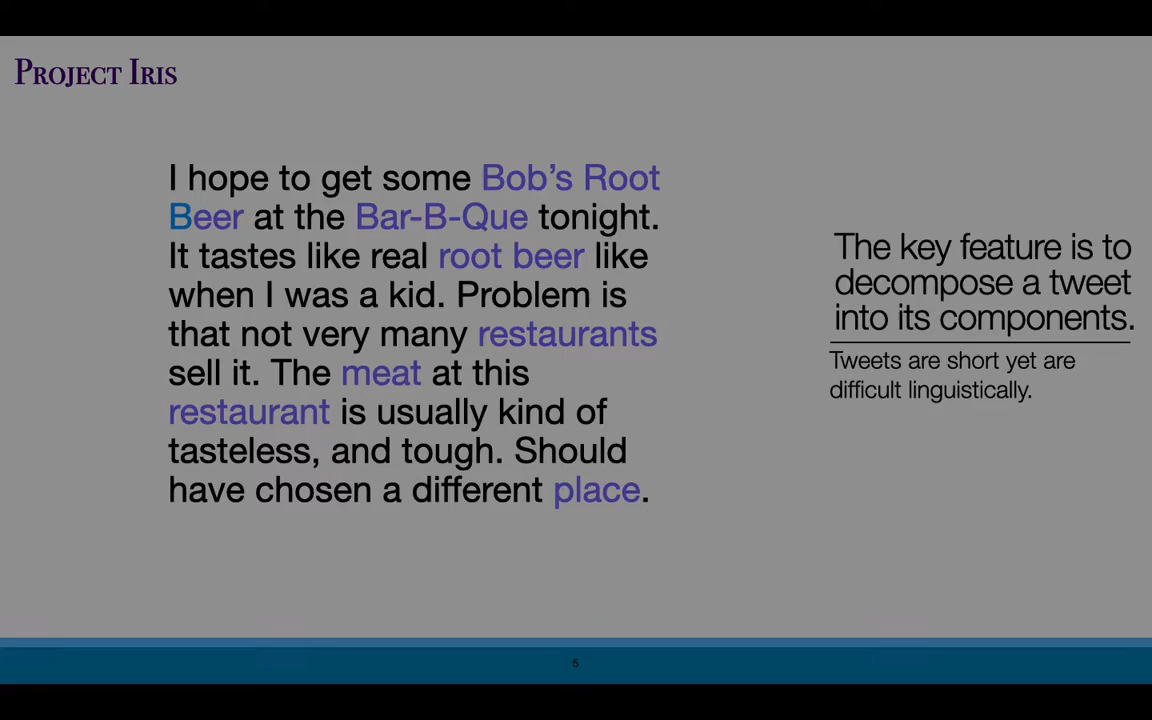 Project Iris
I hope to get some Bob’s Root
Beer at the Bar-B-Que tonight.
It tastes like real root beer like
when I was a kid. Problem is
that not very many restaurants
sell it. The meat at this
restaurant is usually kind of
tasteless, and tough. Should
have chosen a different place.
The key feature is to
decompose a tweet
into its components.
Tweets are short yet are
difficult linguistically.
5